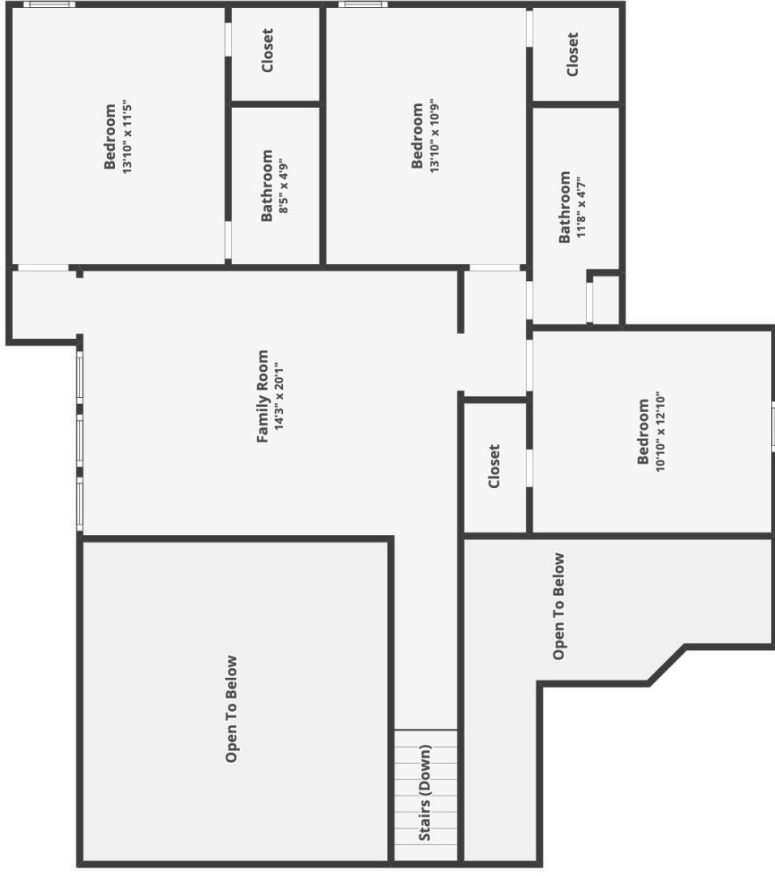 Bedroom
13'10" x 11'5"
Closet
Bathroom
8'5" x 4'9"
Bedroom
13'10" x 10'9"
Closet
Bathroom
11'8" x 4'7"
Family Room
14'3" x 20'1"
Closet
Bedroom
10'10" x 12'10"
Open To Below
Open To Below
Stairs (Down)